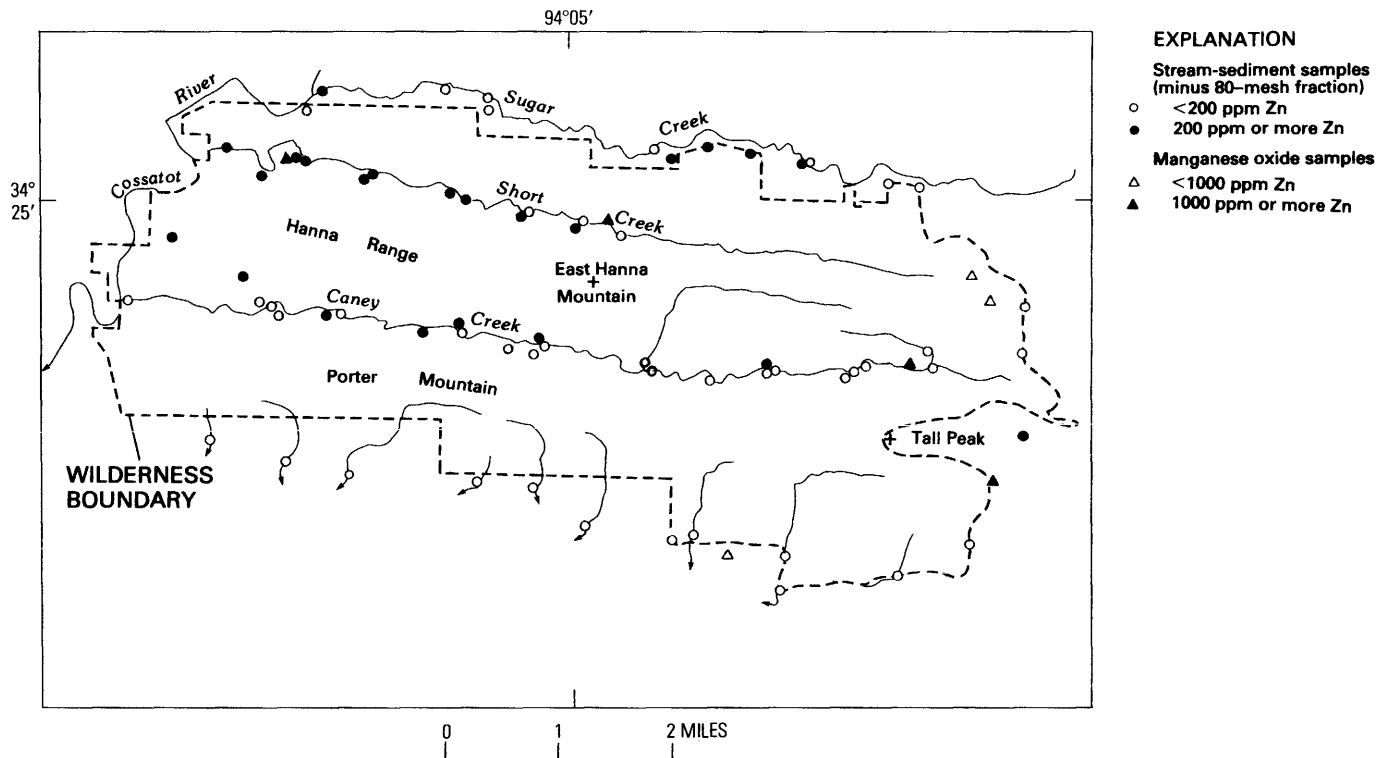 94°05′
EXPLANATION
Stream-sediment samples
(minus 80-mesh fraction)
<200 ppm Zn
200 ppm or more Zn
Manganese oxide samples
<1000 ppm Zn
1000 ppm or more Zn
River
Sugar
Creek
Cossatot
34°
25′
Short
Creek
Hanna Range
East Hanna
Mountain
Caney
Creek
Porter Mountain
Tall Peak
WILDERNESS
BOUNDARY
0 1 2 MILES